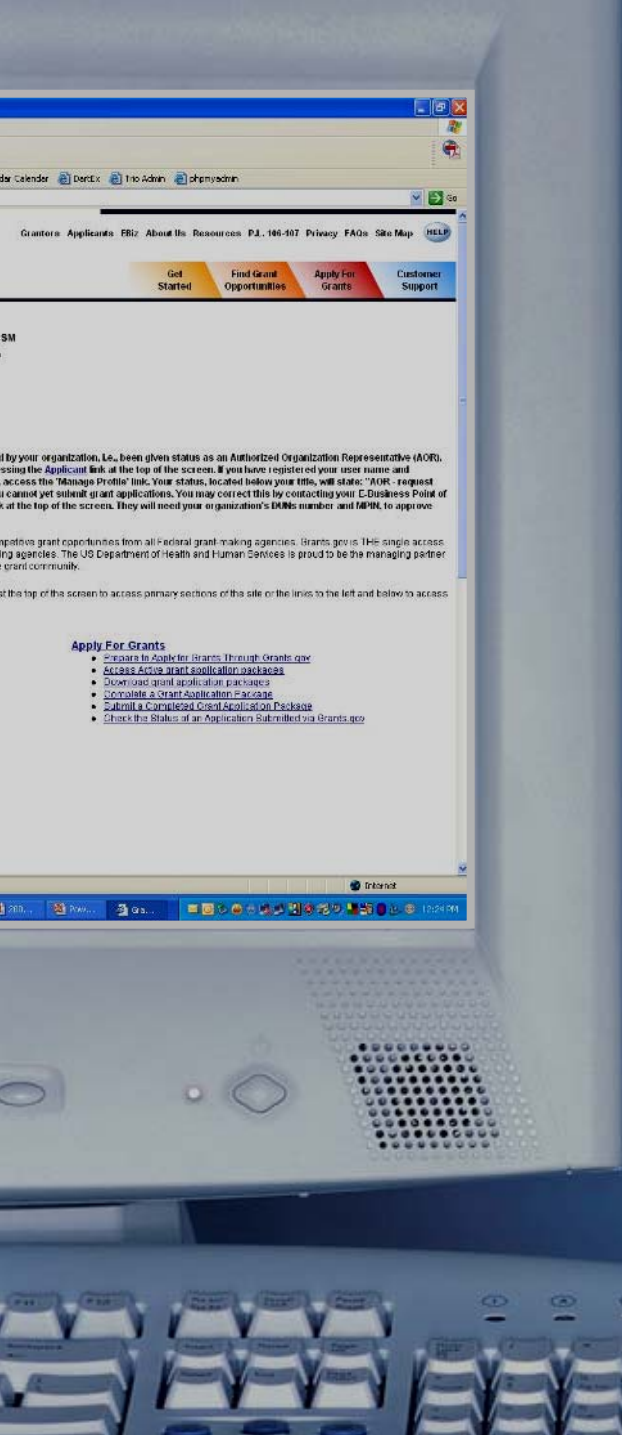 dar Calendar DartEx Trio Admin phpmyadmin
Go
Grantors Applicants EBiz About Us Resources P.L. 106-107 Privacy FAQs Site Map HELP
Get Started Find Grant Opportunities Apply For Grants Customer Support
SM
d by your organization, i.e., been given status as an Authorized Organization Representative (AOR),
essing the Applicant link at the top of the screen. If you have registered your user name and
, access the 'Manage Profile' link. Your status, located below your title, will state: "AOR - request
u cannot yet submit grant applications. You may correct this by contacting your E-Business Point of
k at the top of the screen. They will need your organization's DUNs number and MPIN, to approve
mpetitive grant opportunities from all Federal grant-making agencies. Grants.gov is THE single access
ing agencies. The US Department of Health and Human Services is proud to be the managing partner
e grant community.
st the top of the screen to access primary sections of the site or the links to the left and below to access
Apply For Grants
Prepare to Apply for Grants Through Grants.gov
Access Active grant application packages
Download grant application packages
Complete a Grant Application Package
Submit a Completed Grant Application Package
Check the Status of an Application Submitted via Grants.gov
Internet
200... Pow... Gra... 12:24 PM
F11 F12